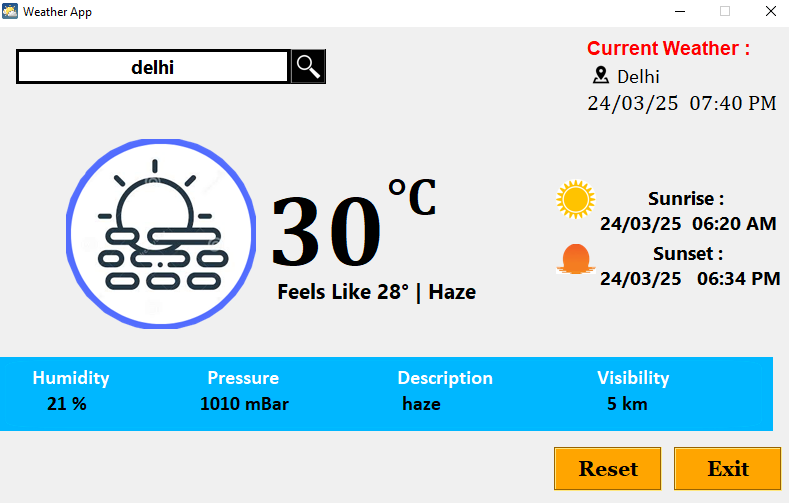 Weather App
delhi
Current Weather :
Delhi
24/03/25 07:40 PM
30°C
Feels Like 28° | Haze
Sunrise :
24/03/25 06:20 AM
Sunset :
24/03/25 06:34 PM
Humidity Pressure Description Visibility
21 % 1010 mBar haze 5 km
Reset Exit